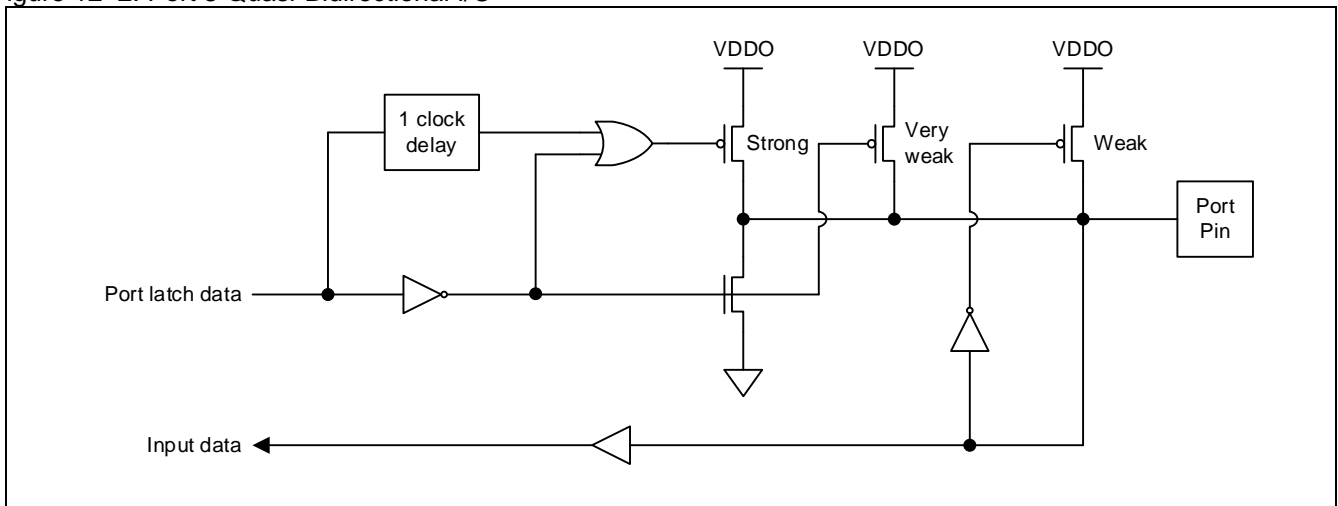 VDDO VDDO VDDO
1 clock
delay
Strong
Very
weak
Weak
Port
Pin
Port latch data
Input data